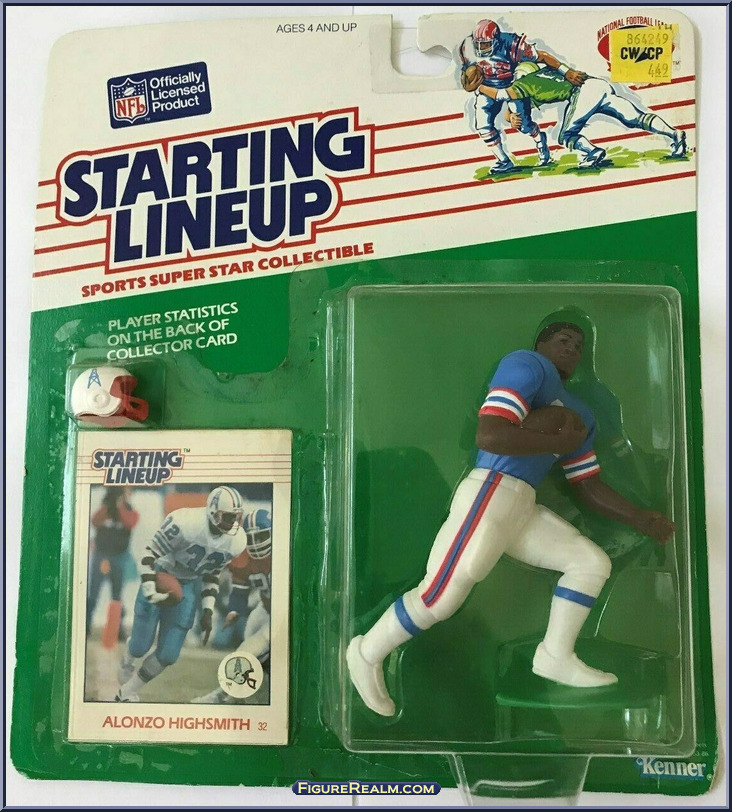 AGES 4 AND UP
NATIONAL FOOTBALL
864249
CW/CP
449
NFL
Officially
Licensed
Product
STARTING
LINEUP
SPORTS SUPER STAR COLLECTIBLE
PLAYER STATISTICS
ON THE BACK OF
COLLECTOR CARD
STARTING
LINEUP
32
ALONZO HIGHSMITH 32
Kenner
FIGUREREALM.COM